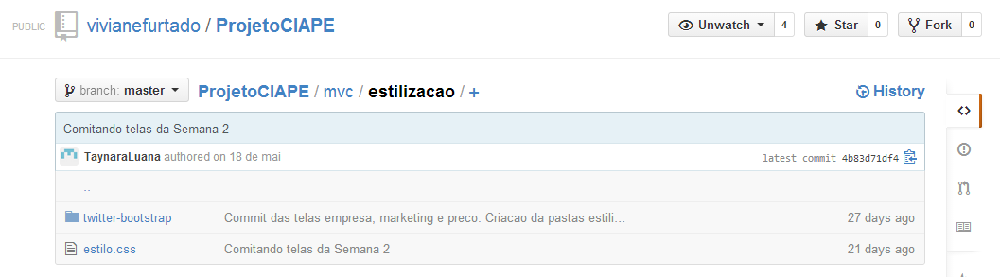 PUBLIC vivianefurtado / ProjetoCIAPE Unwatch 4 Star 0 Fork 0
branch: master ProjetoCIAPE / mvc / estilizacao / + History
Comitando telas da Semana 2
TaynaraLuana authored on 18 de mai latest commit 4b83d71df4
..
twitter-bootstrap Commit das telas empresa, marketing e preco. Criacao da pastas estili… 27 days ago
estilo.css Comitando telas da Semana 2 21 days ago